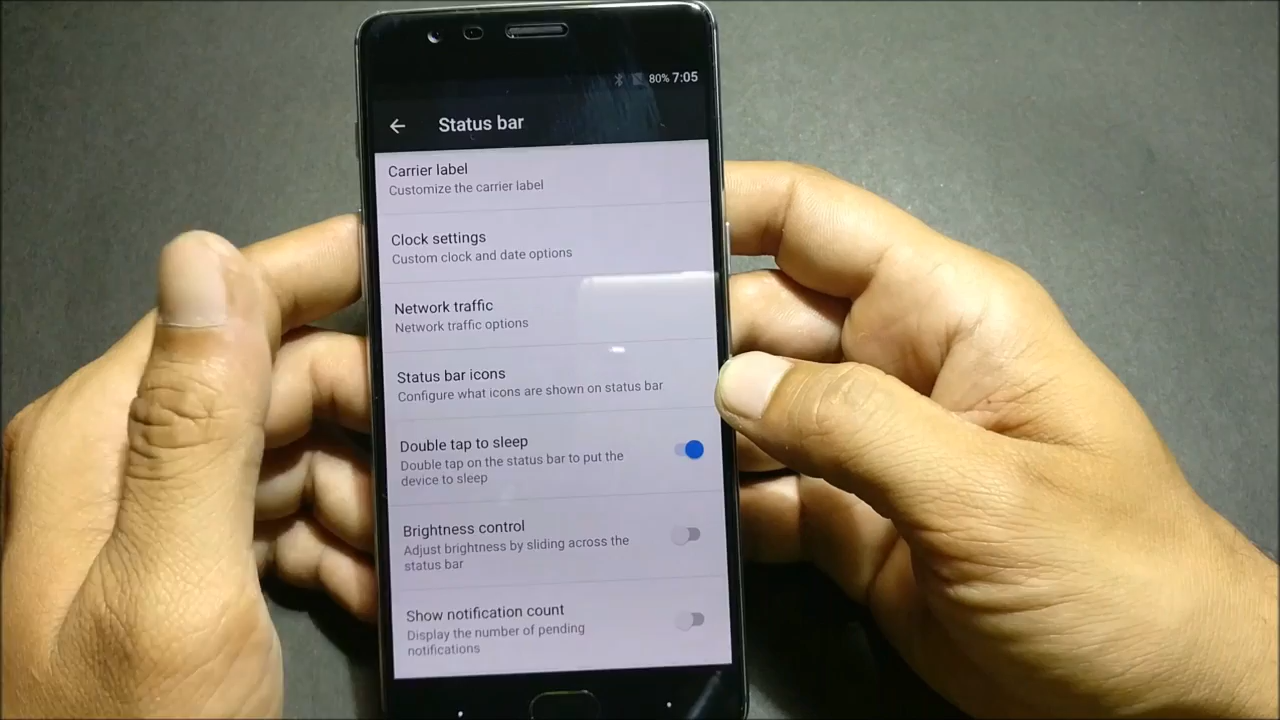 80% 7:05
Status bar
Carrier label
Customize the carrier label
Clock settings
Custom clock and date options
Network traffic
Network traffic options
Status bar icons
Configure what icons are shown on status bar
Double tap to sleep
Double tap on the status bar to put the
device to sleep
Brightness control
Adjust brightness by sliding across the
status bar
Show notification count
Display the number of pending
notifications